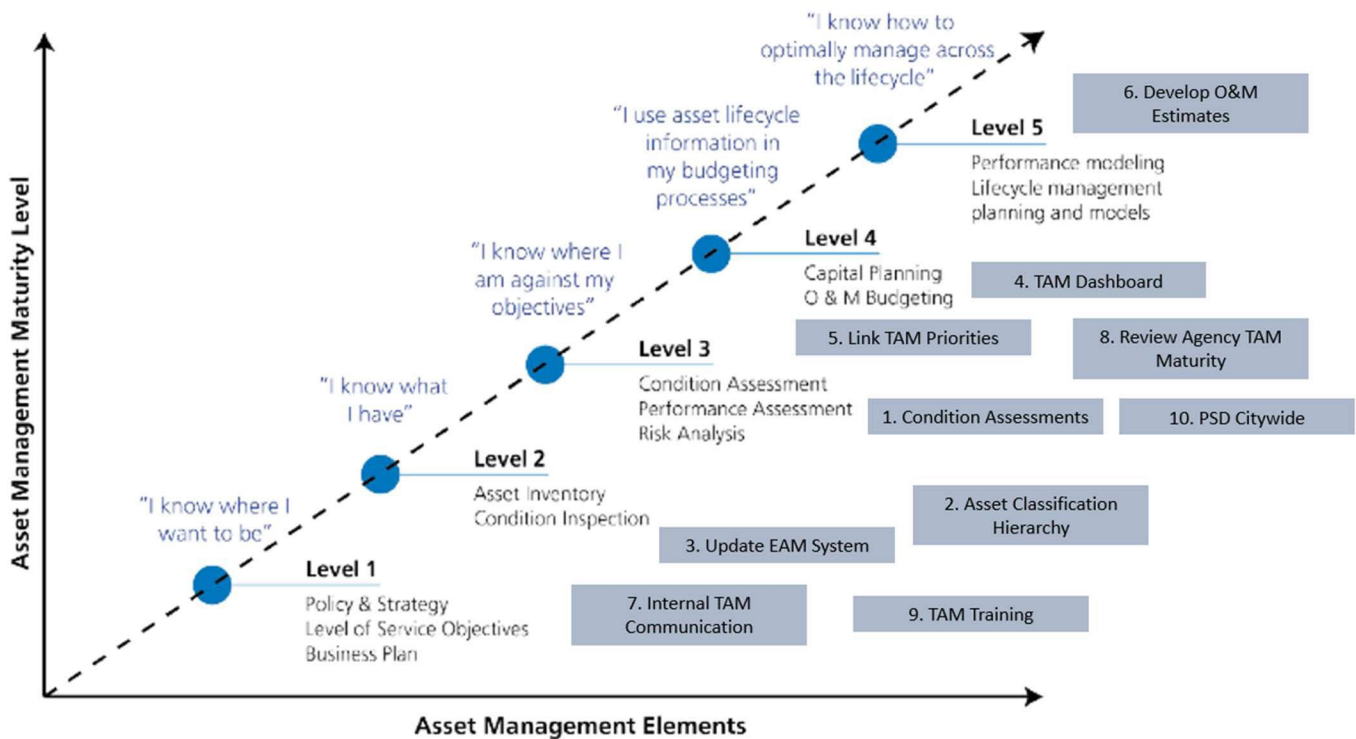 Asset Management Maturity Level
"I know how to
optimally manage across
the lifecycle"
6. Develop O&M
Estimates
Level 5
Performance modeling
Lifecycle management
planning and models
"I use asset lifecycle
information in
my budgeting
processes"
Level 4
Capital Planning
O & M Budgeting
4. TAM Dashboard
5. Link TAM Priorities
8. Review Agency TAM
Maturity
"I know where I
am against my
objectives"
Level 3
Condition Assessment
Performance Assessment
Risk Analysis
1. Condition Assessments
10. PSD Citywide
"I know what
I have"
Level 2
Asset Inventory
Condition Inspection
2. Asset Classification
Hierarchy
3. Update EAM System
"I know where I
want to be"
Level 1
Policy & Strategy
Level of Service Objectives
Business Plan
7. Internal TAM
Communication
9. TAM Training
Asset Management Elements